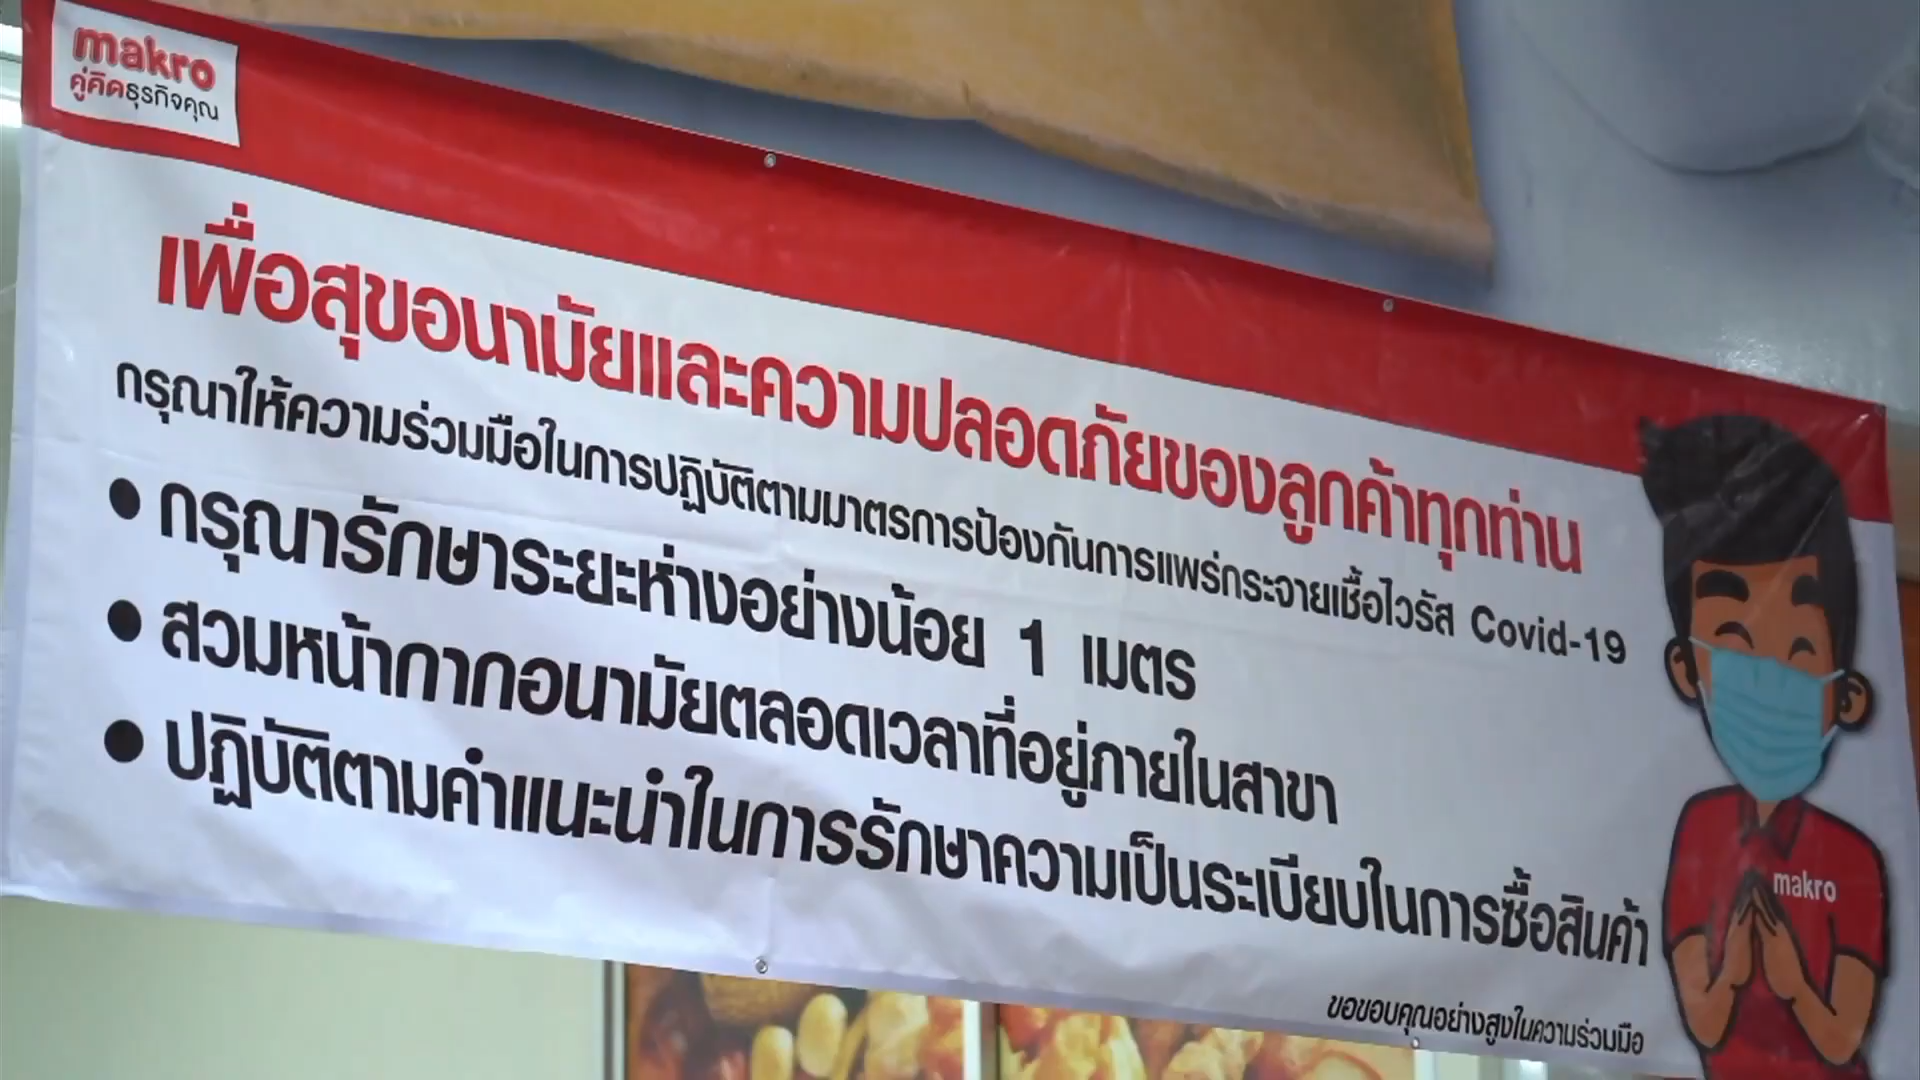 makro
คู่คิดธุรกิจคุณ
เพื่อสุขอนามัยและความปลอดภัยของลูกค้าทุกท่าน
กรุณาให้ความร่วมมือในการปฏิบัติตามมาตรการป้องกันการแพร่กระจายเชื้อไวรัส Covid-19
• กรุณารักษาระยะห่างอย่างน้อย 1 เมตร
• สวมหน้ากากอนามัยตลอดเวลาที่อยู่ภายในสาขา
• ปฏิบัติตามคำแนะนำในการรักษาความเป็นระเบียบในการซื้อสินค้า
makro
ขอขอบคุณอย่างสูงในความร่วมมือ